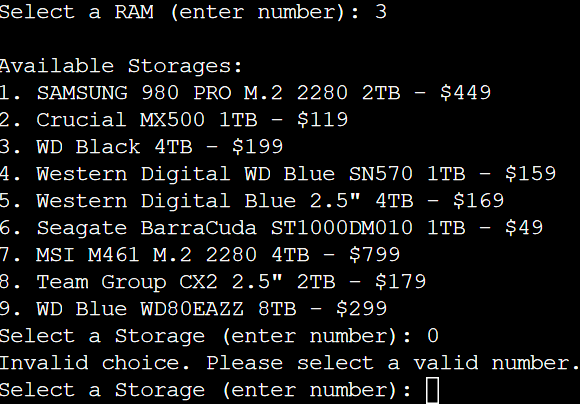 Select a RAM (enter number): 3
Available Storages:
1. SAMSUNG 980 PRO M.2 2280 2TB - $449
2. Crucial MX500 1TB - $119
3. WD Black 4TB - $199
4. Western Digital WD Blue SN570 1TB - $159
5. Western Digital Blue 2.5" 4TB - $169
6. Seagate BarraCuda ST1000DM010 1TB - $49
7. MSI M461 M.2 2280 4TB - $799
8. Team Group CX2 2.5" 2TB - $179
9. WD Blue WD80EAZZ 8TB - $299
Select a Storage (enter number): 0
Invalid choice. Please select a valid number.
Select a Storage (enter number):